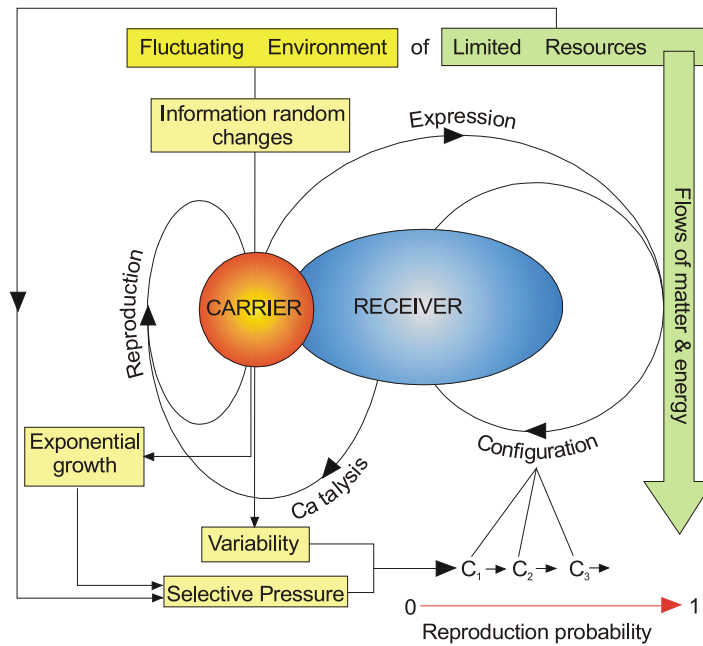 Fluctuating Environment of Limited Resources
Information random
changes
Expression
Flows of matter & energy
Reproduction
CARRIER
RECEIVER
Exponential
growth
Configuration
Ca talysis
Variability
C1 C2 C3
Selective Pressure
0 1
Reproduction probability